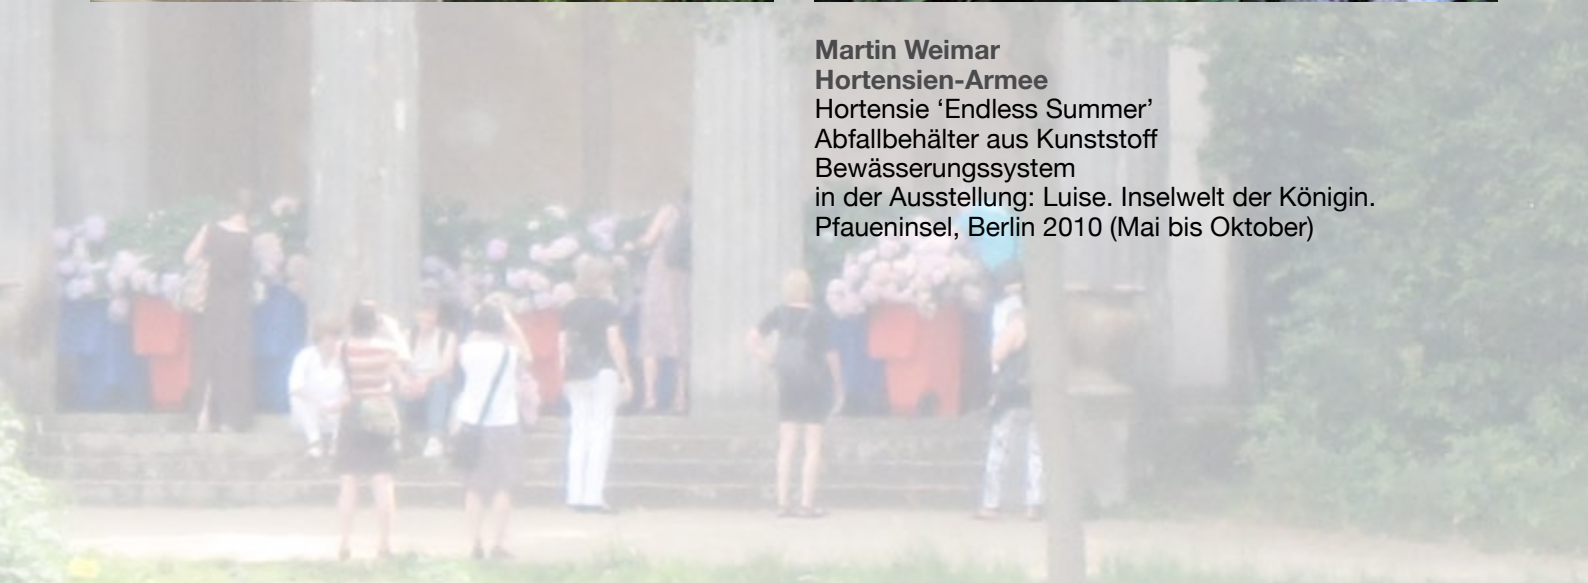 Martin Weimar
Hortensien-Armee
Hortensie ‘Endless Summer’
Abfallbehälter aus Kunststoff
Bewässerungssystem
in der Ausstellung: Luise. Inselwelt der Königin.
Pfaueninsel, Berlin 2010 (Mai bis Oktober)